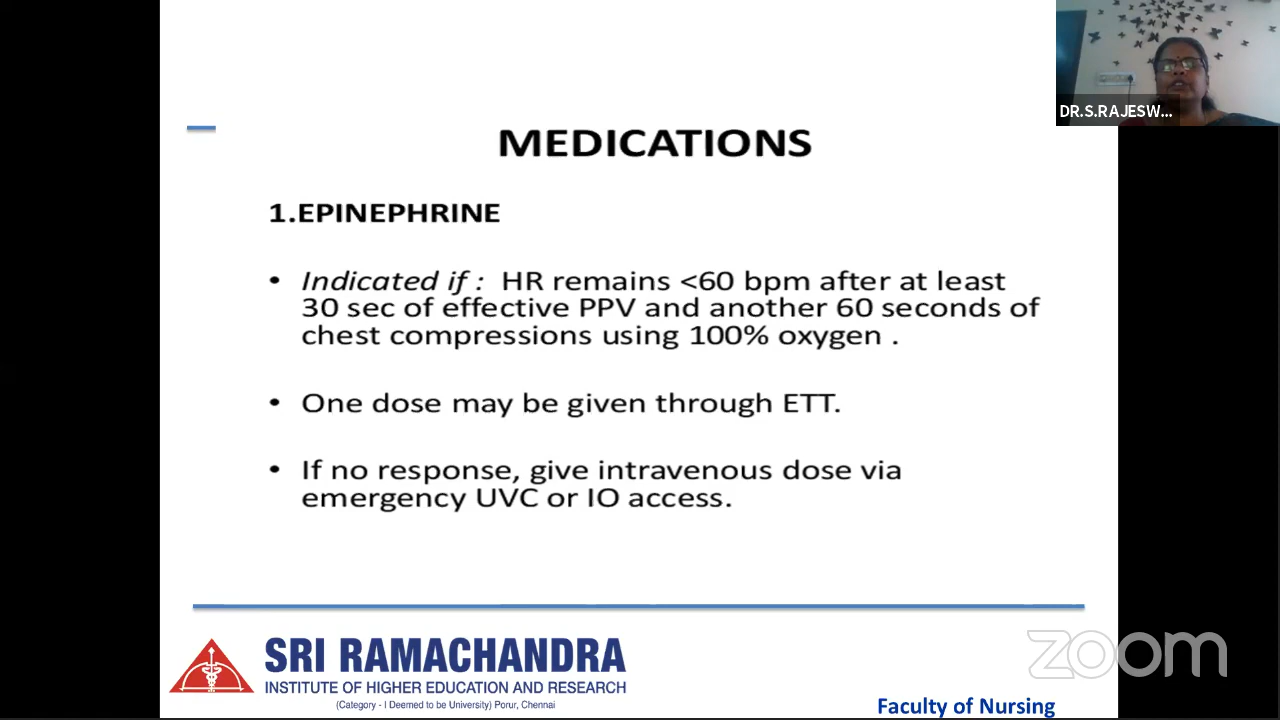 DR.S.RAJESW...
MEDICATIONS
1.EPINEPHRINE
• Indicated if : HR remains <60 bpm after at least
30 sec of effective PPV and another 60 seconds of
chest compressions using 100% oxygen .
• One dose may be given through ETT.
• If no response, give intravenous dose via
emergency UVC or IO access.
SRI RAMACHANDRA
INSTITUTE OF HIGHER EDUCATION AND RESEARCH
(Category - I Deemed to be University) Porur, Chennai
zoom
Faculty of Nursing